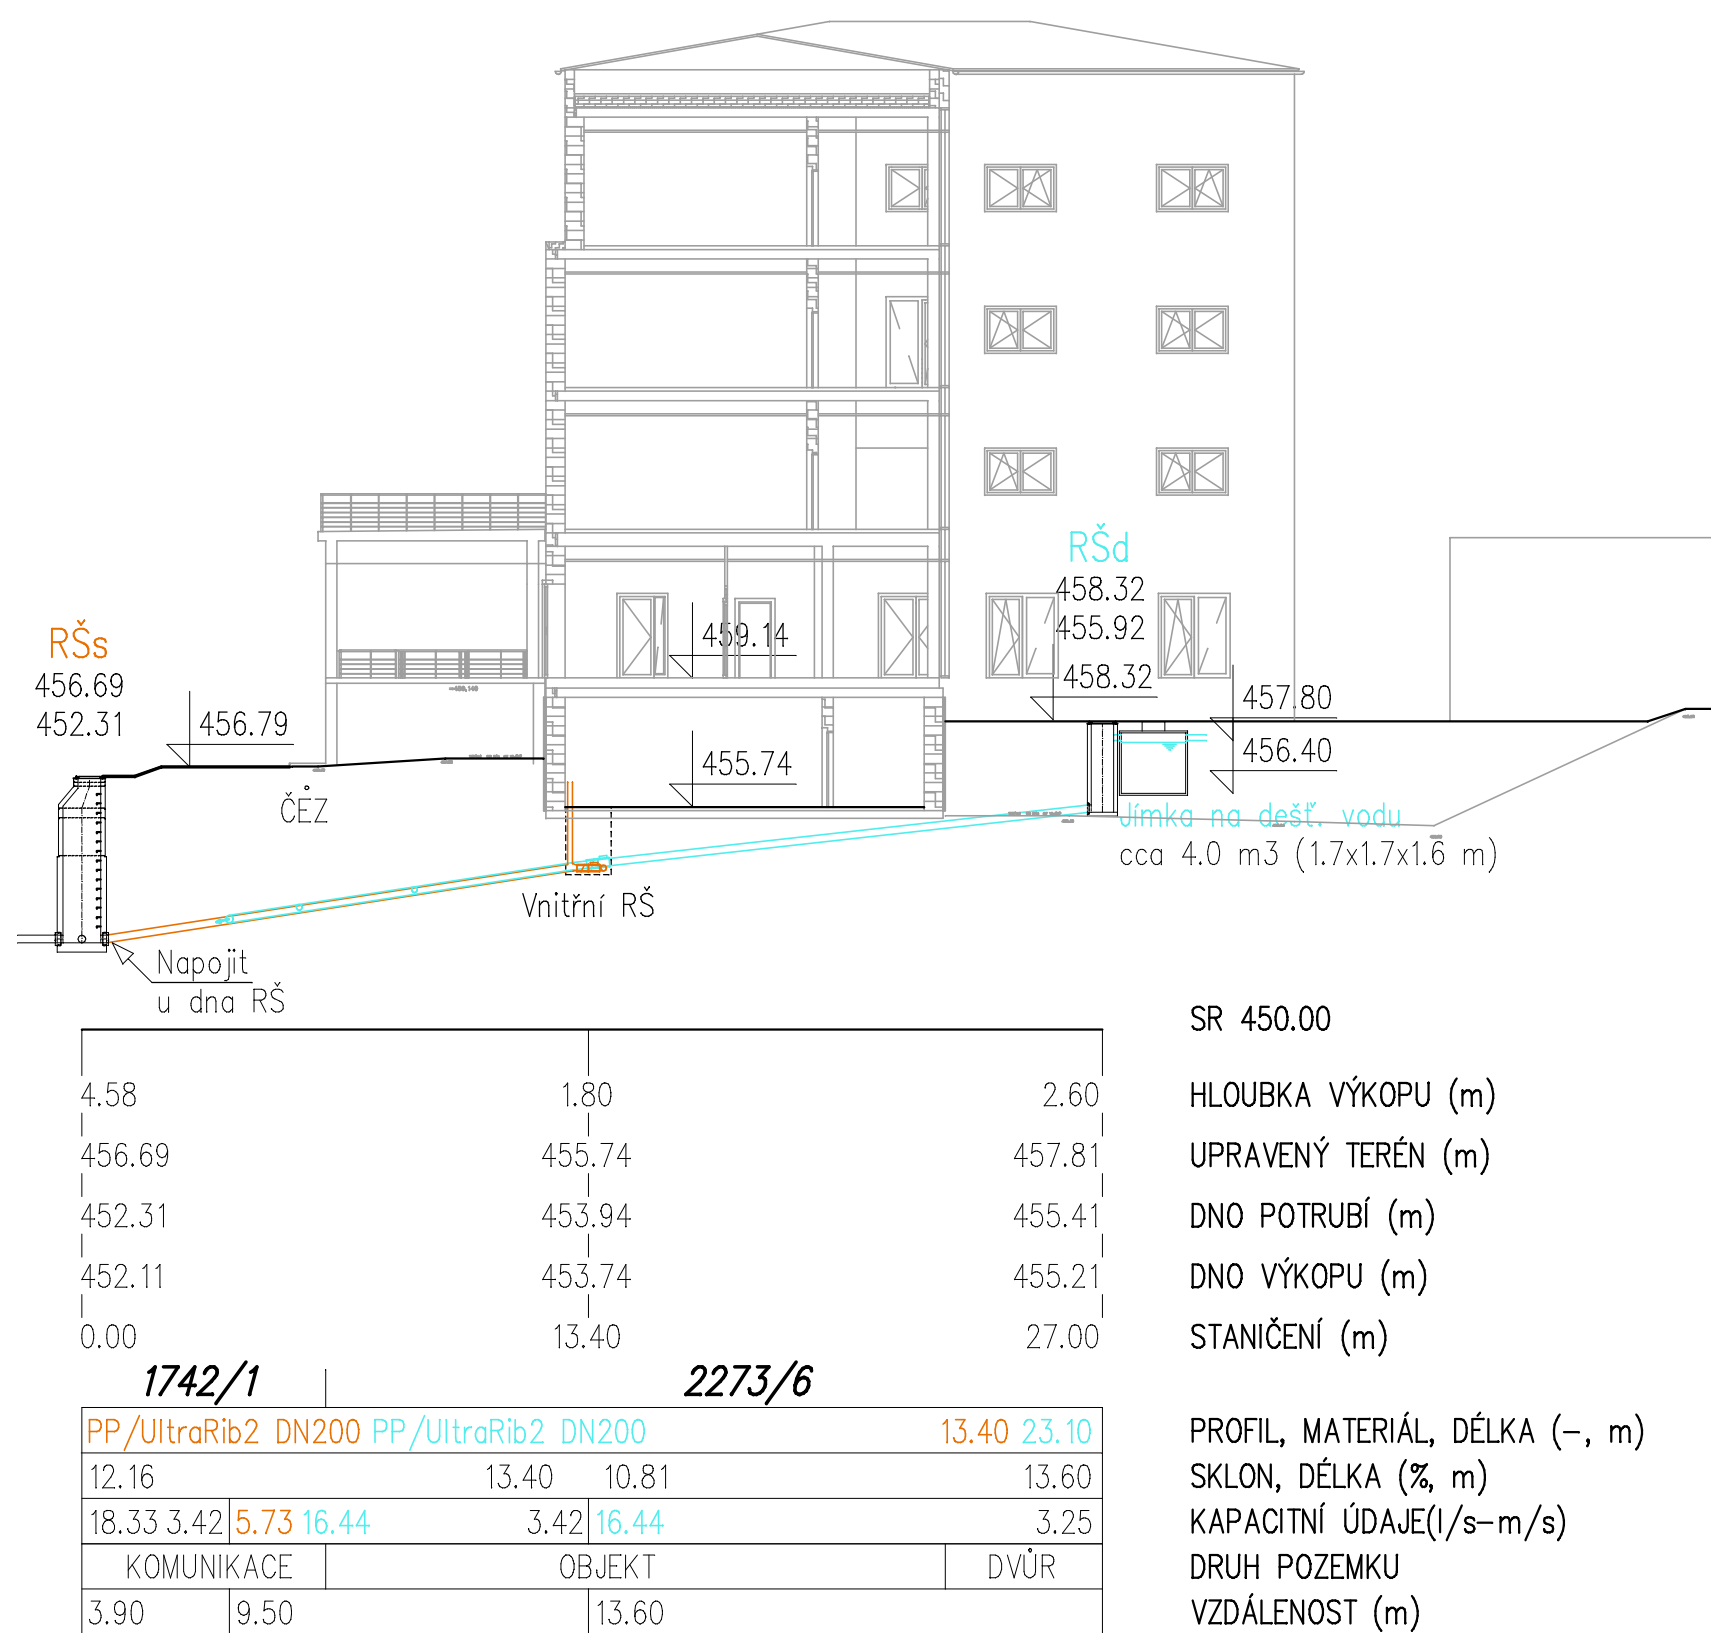 RŠd
458.32
455.92
459.14
RŠs
456.69
452.31
458.32
457.80
456.79
456.40
455.74
ČEZ
Jímka na dešť. vodu
cca 4.0 m3 (1.7x1.7x1.6 m)
Vnitřní RŠ
Napojit
u dna RŠ
SR 450.00
4.58 1.80 2.60 HLOUBKA VÝKOPU (m)
456.69 455.74 457.81 UPRAVENÝ TERÉN (m)
452.31 453.94 455.41 DNO POTRUBÍ (m)
452.11 453.74 455.21 DNO VÝKOPU (m)
0.00 13.40 27.00 STANIČENÍ (m)
1742/1 2273/6
PP/UltraRib2 DN200 PP/UltraRib2 DN200 13.40 23.10 PROFIL, MATERIÁL, DÉLKA (-, m)
12.16 13.40 10.81 13.60 SKLON, DÉLKA (%, m)
18.33 3.42 5.73 16.44 3.42 16.44 3.25 KAPACITNÍ ÚDAJE(l/s-m/s)
KOMUNIKACE OBJEKT DVŮR DRUH POZEMKU
3.90 9.50 13.60 VZDÁLENOST (m)